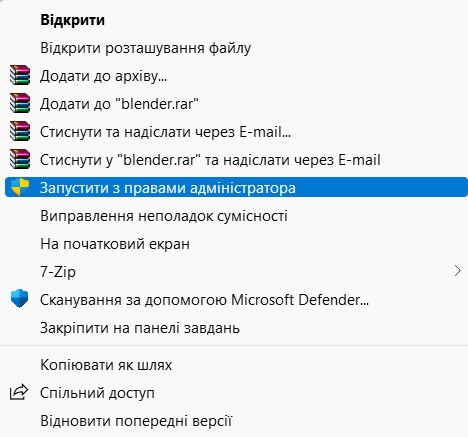 Відкрити
Відкрити розташування файлу
Додати до архіву...
Додати до "blender.rar"
Стиснути та надіслати через E-mail...
Стиснути у "blender.rar" та надіслати через E-mail
Запустити з правами адміністратора
Виправлення неполадок сумісності
На початковий екран
7-Zip
Сканування за допомогою Microsoft Defender...
Закріпити на панелі завдань
Копіювати як шлях
Спільний доступ
Відновити попередні версії